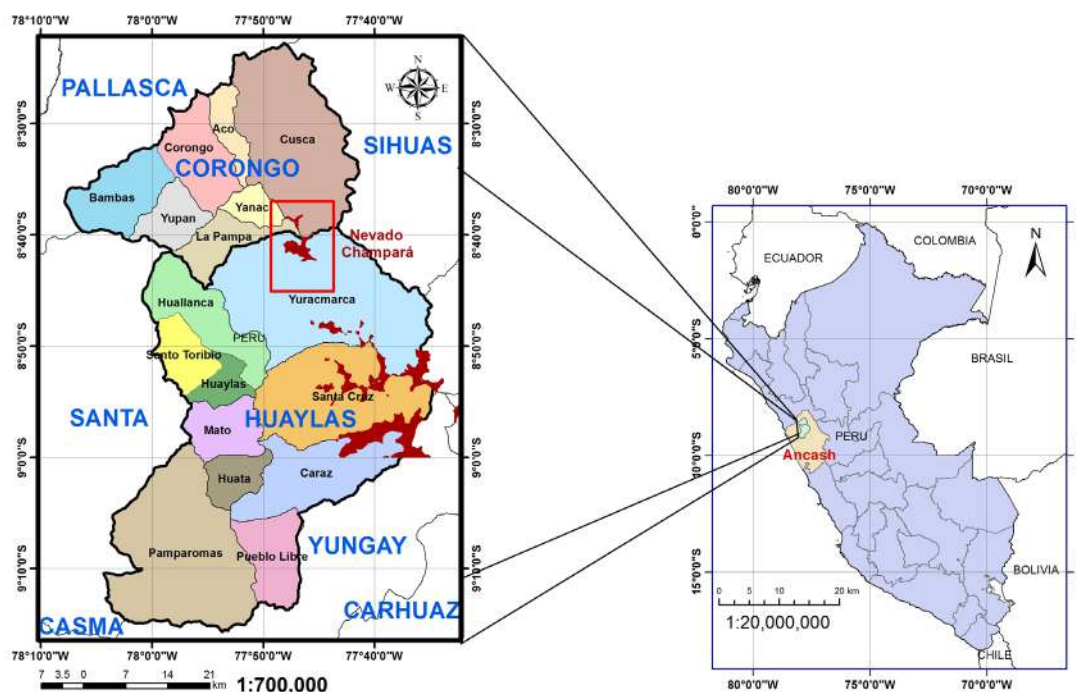 78°10'0"W 78°0'0"W 77°50'0"W 77°40'0"W
PALLASCA
N
W E
S
8°30'0"S
8°30'0"S
Aco
Corongo
Cusca
SIHUAS
CORONGO
Bambas
Yanac
Yupan
La Pampa
Nevado
Champará
8°40'0"S
8°40'0"S
Huallanca
Yuracmarca
PERU
8°50'0"S
8°50'0"S
Santo Toribio
Huaylas
Santa Cruz
SANTA
HUAYLAS
Mato
9°0'0"S
9°0'0"S
Huata
Caraz
Pamparomas
Pueblo Libre
YUNGAY
9°10'0"S
9°10'0"S
CARHUAZ
CASMA
78°10'0"W 78°0'0"W 77°50'0"W 77°40'0"W
7 3.5 0 7 14 21
km
1:700.000
80°0'0"W 75°0'0"W 70°0'0"W
0°0'0"
0°0'0"
N
COLOMBIA
ECUADOR
5°0'0"S
5°0'0"S
BRASIL
PERU
Ancash
10°0'0"S
10°0'0"S
BOLIVIA
15°0'0"S
15°0'0"S
0 5 10 20
km
1:20,000,000
CHILE
80°0'0"W 75°0'0"W 70°0'0"W